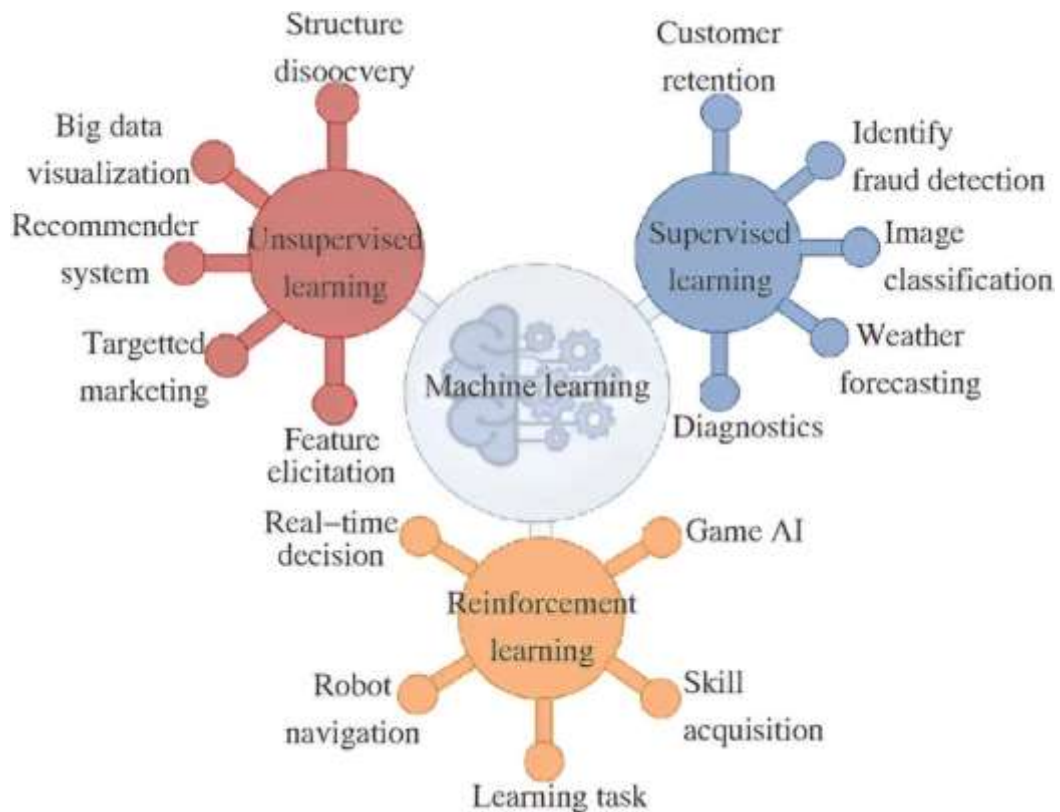 Structure
disoocvery
Big data
visualization
Recommender
system
Targetted
marketing
Feature
elicitation
Unsupervised
learning
Customer
retention
Identify
fraud detection
Image
classification
Weather
forecasting
Diagnostics
Supervised
learning
Machine learning
Real-time
decision
Game AI
Reinforcement
learning
Robot
navigation
Skill
acquisition
Learning task